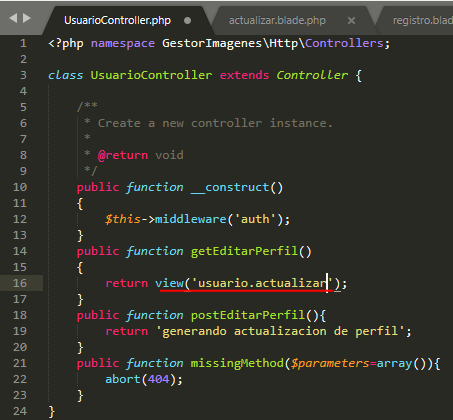 UsuarioController.php actualizar.blade.php registro.blad
1 <?php namespace GestorImagenes\Http\Controllers;
2
3 class UsuarioController extends Controller {
4
5 /**
6 * Create a new controller instance.
7 *
8 * @return void
9 */
10 public function __construct()
11 {
12 $this->middleware('auth');
13 }
14 public function getEditarPerfil()
15 {
16 return view('usuario.actualizar');
17 }
18 public function postEditarPerfil(){
19 return 'generando actualizacion de perfil';
20 }
21 public function missingMethod($parameters=array()){
22 abort(404);
23 }
24 }